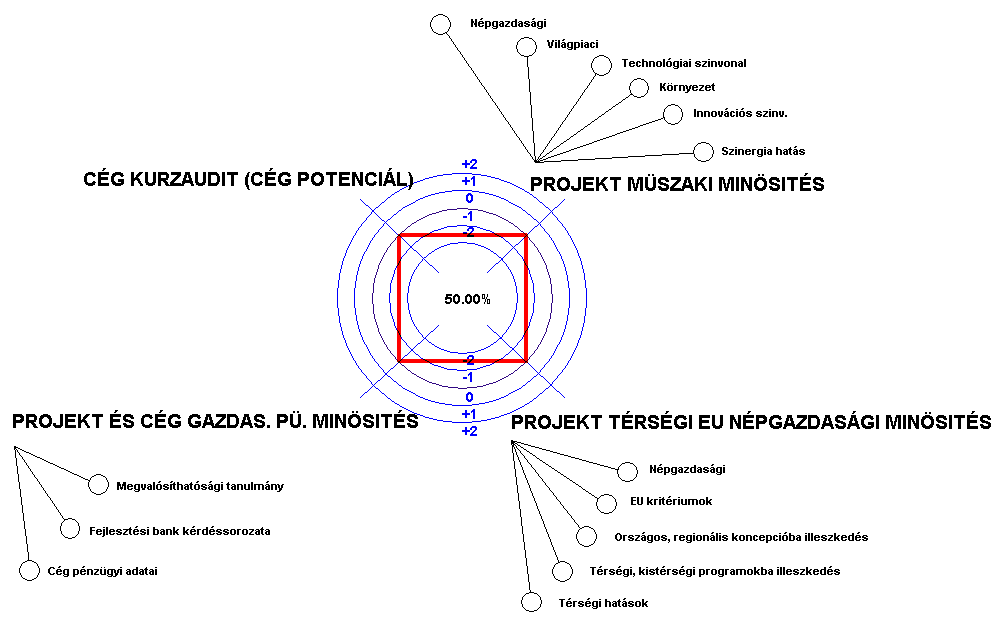 Népgazdasági
Világpiaci
Technológiai szinvonal
Környezet
Innovációs szinv.
Szinergia hatás
CÉG KURZAUDIT (CÉG POTENCIÁL)
PROJEKT MÜSZAKI MINÖSITÉS
+2
+1
0
-1
-2
50.00%
-2
-1
0
+1
+2
PROJEKT ÉS CÉG GAZDAS. PÜ. MINÖSITÉS
PROJEKT TÉRSÉGI EU NÉPGAZDASÁGI MINÖSITÉS
Megvalósíthatósági tanulmány
Fejlesztési bank kérdéssorozata
Cég pénzügyi adatai
Népgazdasági
EU kritériumok
Országos, regionális koncepcióba illeszkedés
Térségi, kistérségi programokba illeszkedés
Térségi hatások